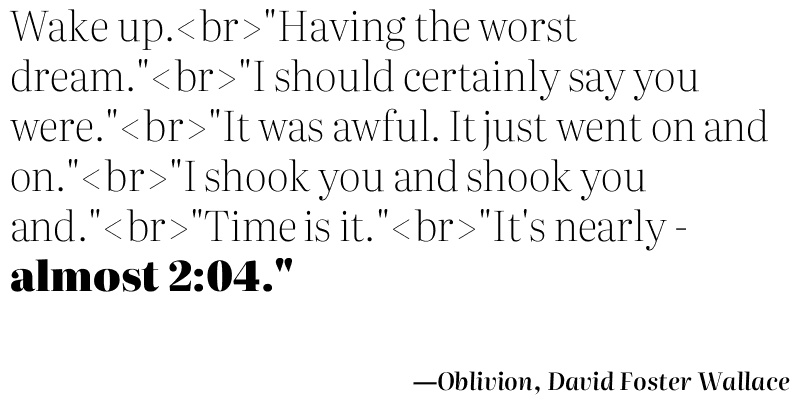 Wake up.<br>"Having the worst
dream."<br>"I should certainly say you
were."<br>"It was awful. It just went on and
on."<br>"I shook you and shook you
and."<br>"Time is it."<br>"It's nearly -
almost 2:04."
—Oblivion, David Foster Wallace